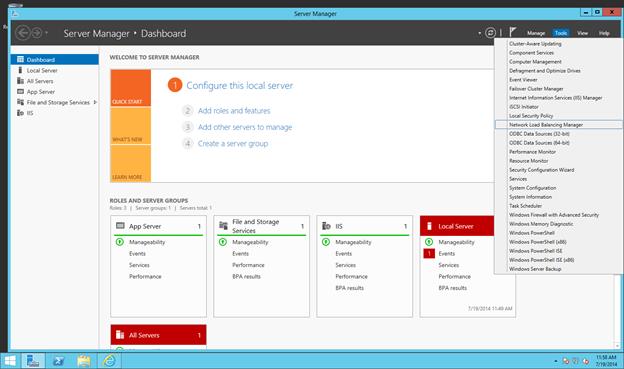 Server Manager
Server Manager • Dashboard
Manage Tools View Help
Dashboard
Local Server
All Servers
App Server
File and Storage Services
IIS
WELCOME TO SERVER MANAGER
QUICK START
WHAT'S NEW
LEARN MORE
1 Configure this local server
2 Add roles and features
3 Add other servers to manage
4 Create a server group
ROLES AND SERVER GROUPS
Roles: 3 | Server groups: 1 | Servers total: 1
App Server 1
Manageability
Events
Services
Performance
BPA results
File and Storage Services 1
Manageability
Events
Services
Performance
BPA results
IIS 1
Manageability
Events
Services
Performance
BPA results
Local Server 1
Manageability
1 Events
Services
Performance
BPA results
7/19/2014 11:49 AM
All Servers 1
Cluster-Aware Updating
Component Services
Computer Management
Defragment and Optimize Drives
Event Viewer
Failover Cluster Manager
Internet Information Services (IIS) Manager
iSCSI Initiator
Local Security Policy
Network Load Balancing Manager
ODBC Data Sources (32-bit)
ODBC Data Sources (64-bit)
Performance Monitor
Resource Monitor
Security Configuration Wizard
Services
System Configuration
System Information
Task Scheduler
Windows Firewall with Advanced Security
Windows Memory Diagnostic
Windows PowerShell
Windows PowerShell (x86)
Windows PowerShell ISE
Windows PowerShell ISE (x86)
Windows Server Backup
11:58 AM
7/19/2014